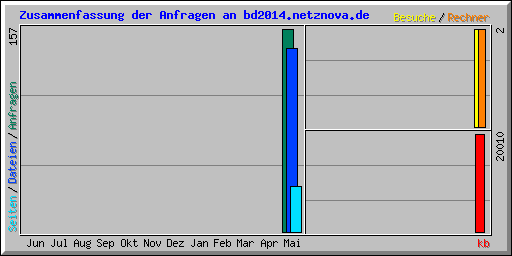 Zusammenfassung der Anfragen an bd2014.netznova.de
Besuche / Rechner
157
2
Seiten / Dateien / Anfragen
20010
Jun Jul Aug Sep Okt Nov Dez Jan Feb Mar Apr Mai
kb